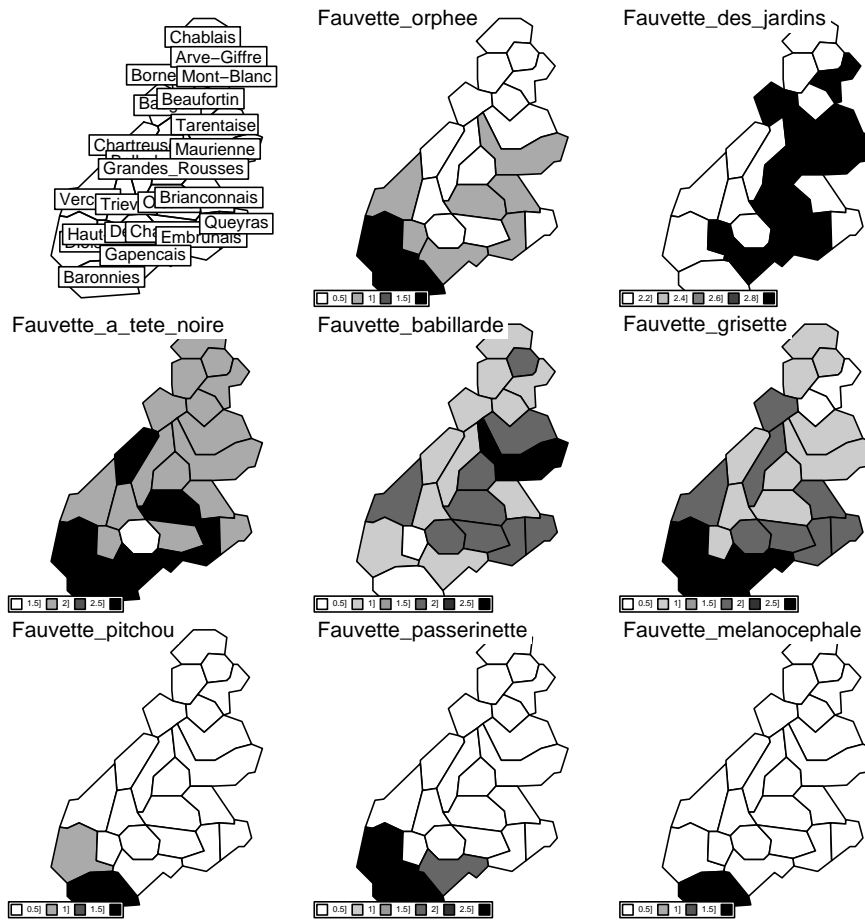 Chablais
Arve−Giffre
Borne
Mont−Blanc
Beaufortin
Tarentaise
Chartreuse
Maurienne
Grandes_Rousses
Briançonnais
Queyras
Embrunais
Gapencais
Baronnies
Fauvette_orphee
0.5] 1] 1.5]
Fauvette_des_jardins
2.2] 2.4] 2.6] 2.8]
Fauvette_a_tete_noire
1.5] 2] 2.5]
Fauvette_babillarde
0.5] 1] 1.5] 2] 2.5]
Fauvette_grisette
0.5] 1] 1.5] 2] 2.5]
Fauvette_pitchou
0.5] 1] 1.5]
Fauvette_passerinette
0.5] 1] 1.5] 2] 2.5]
Fauvette_melanocephale
0.5] 1] 1.5]